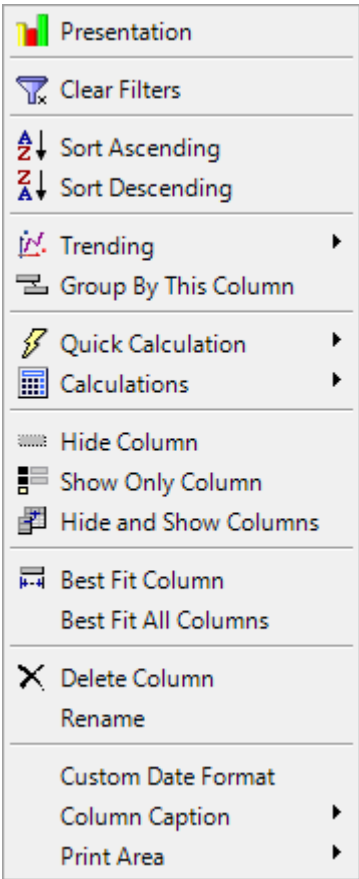 Presentation
Clear Filters
Sort Ascending
Sort Descending
Trending
Group By This Column
Quick Calculation
Calculations
Hide Column
Show Only Column
Hide and Show Columns
Best Fit Column
Best Fit All Columns
Delete Column
Rename
Custom Date Format
Column Caption
Print Area